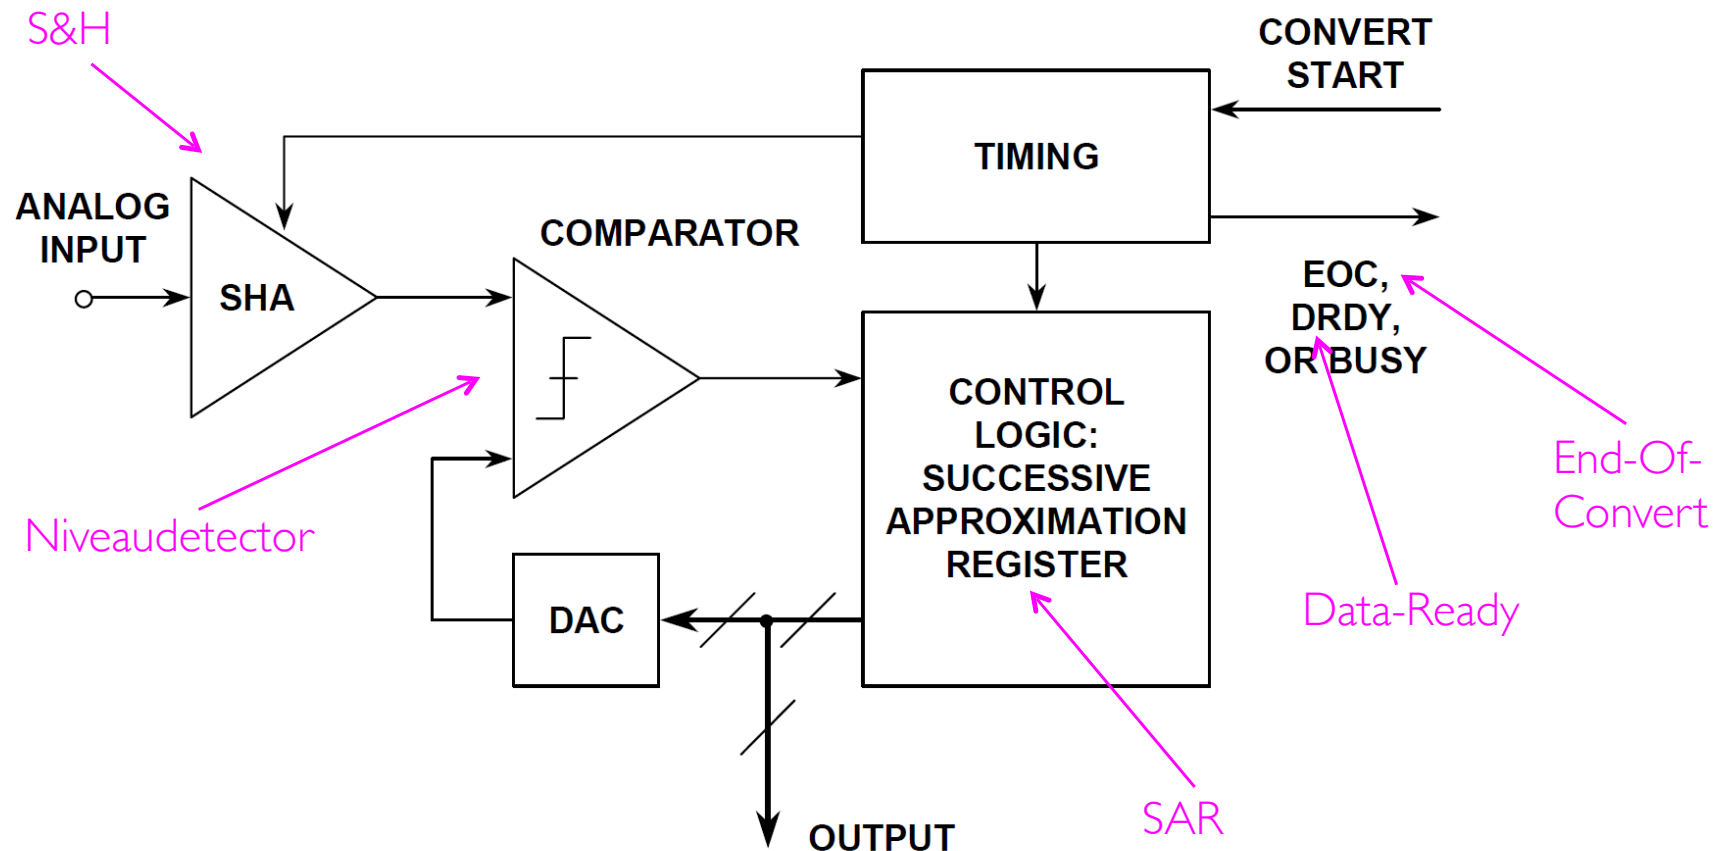 S&H
CONVERT
START
TIMING
ANALOG
INPUT
SHA
COMPARATOR
EOC,
DRDY,
OR BUSY
CONTROL
LOGIC:
SUCCESSIVE
APPROXIMATION
REGISTER
End-Of-
Convert
Niveaudetector
DAC
Data-Ready
SAR
OUTPUT